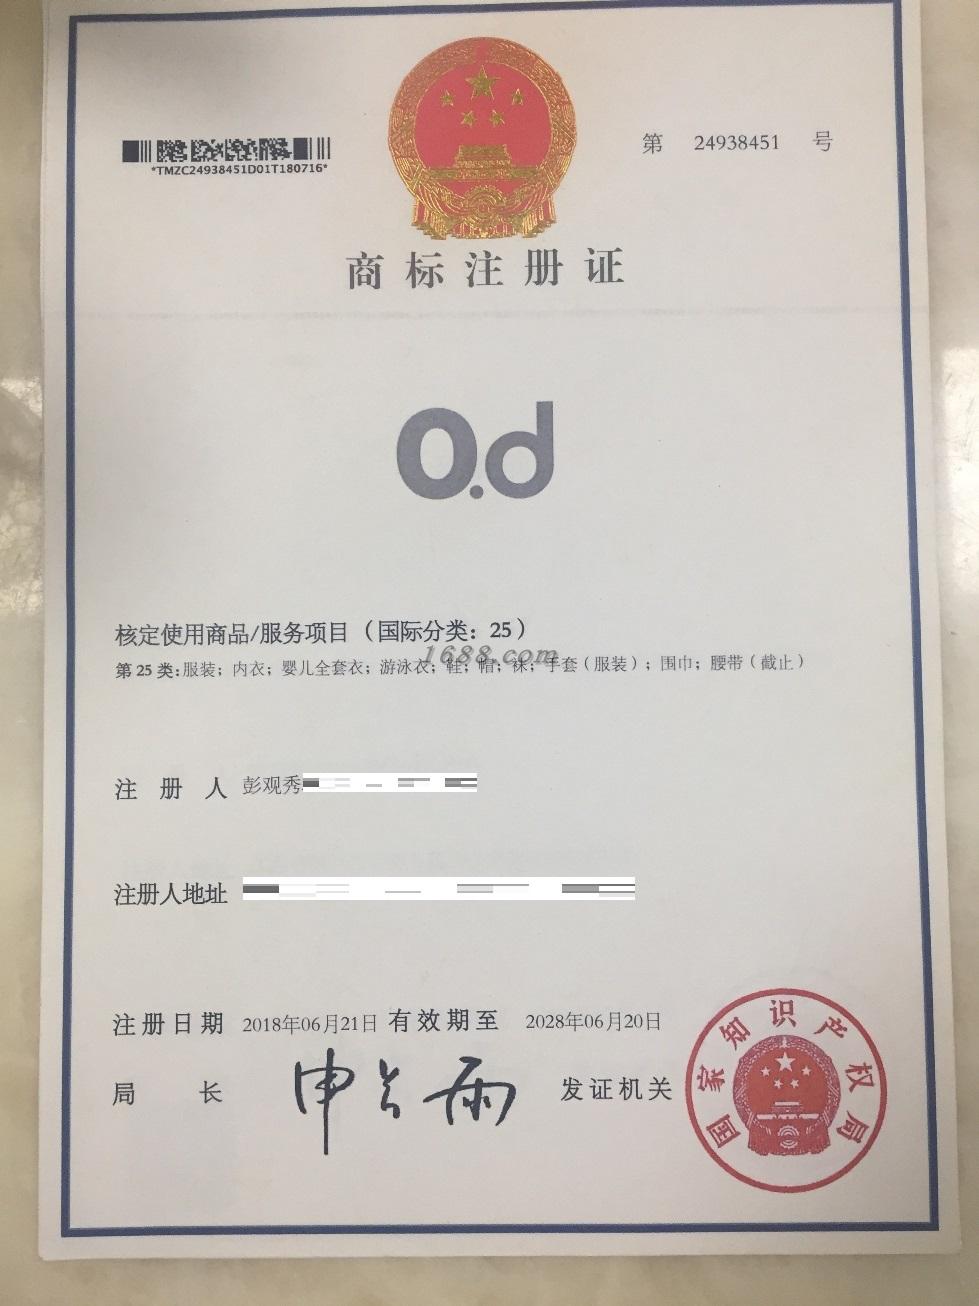 第 24938451 号
*TMZC24938451D01T180716*
商标注册证
O.d
核定使用商品/服务项目（国际分类：25）
1688.com
第 25 类：服装；内衣；婴儿全套衣；游泳衣；鞋；帽；袜；手套（服装）；围巾；腰带（截止）
注 册 人 彭观秀
注册人地址
注册日期 2018年06月21日 有效期至 2028年06月20日
局 长 申长雨 发证机关
国家知识产权局